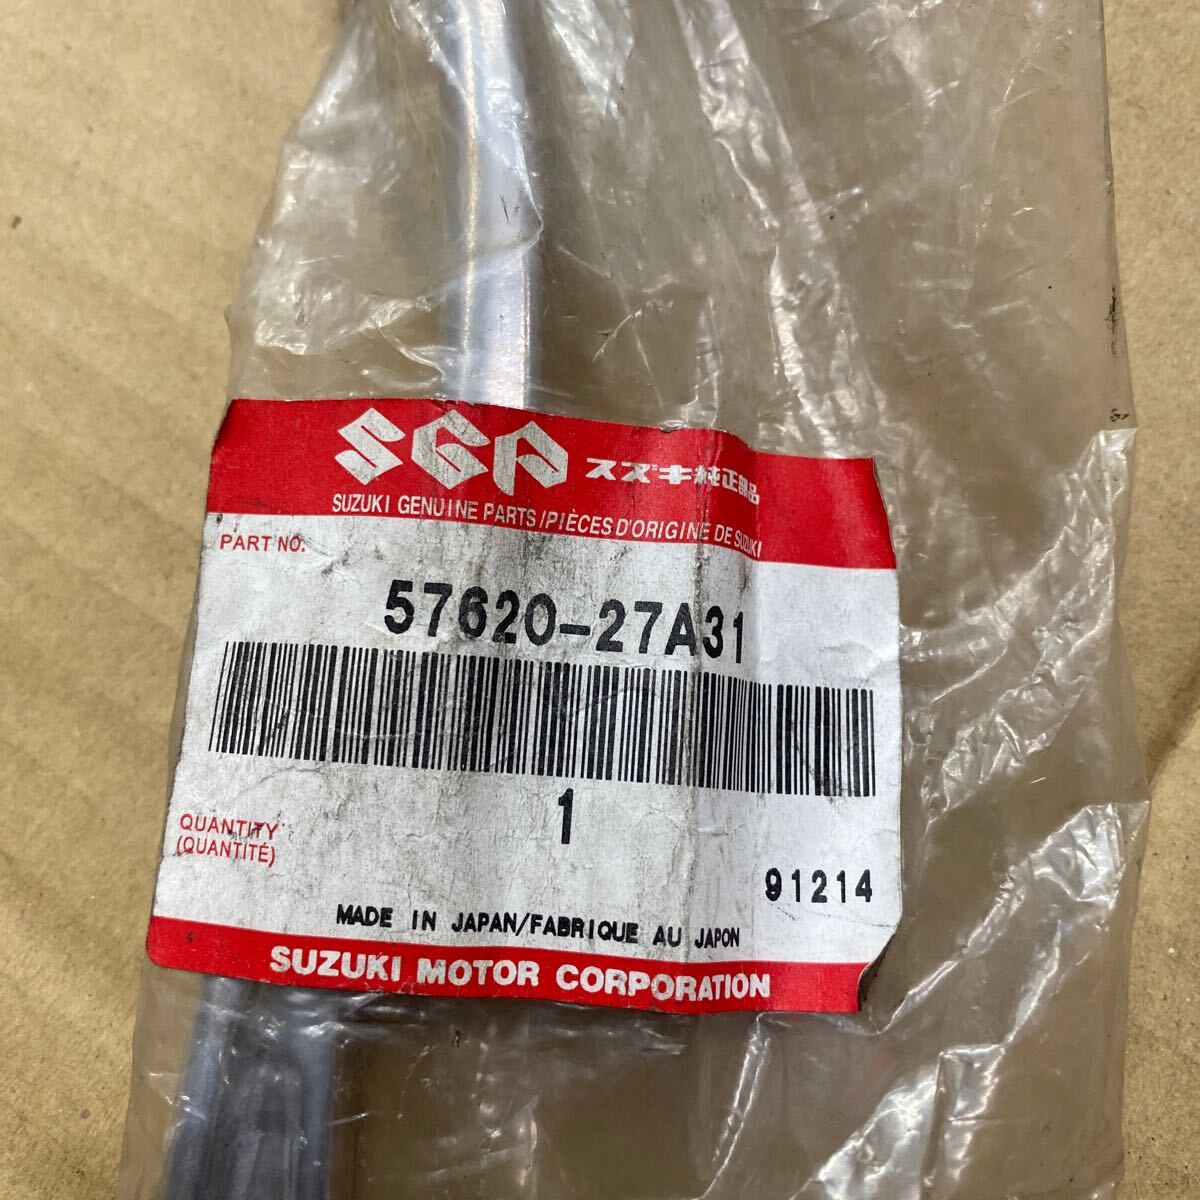 SGP スズキ純正部品
SUZUKI GENUINE PARTS/PIÈCES D'ORIGINE DE SUZUKI
PART NO.
57620-27A31
1
QUANTITY
(QUANTITÉ)
91214
MADE IN JAPAN/FABRIQUE AU JAPON
SUZUKI MOTOR CORPORATION